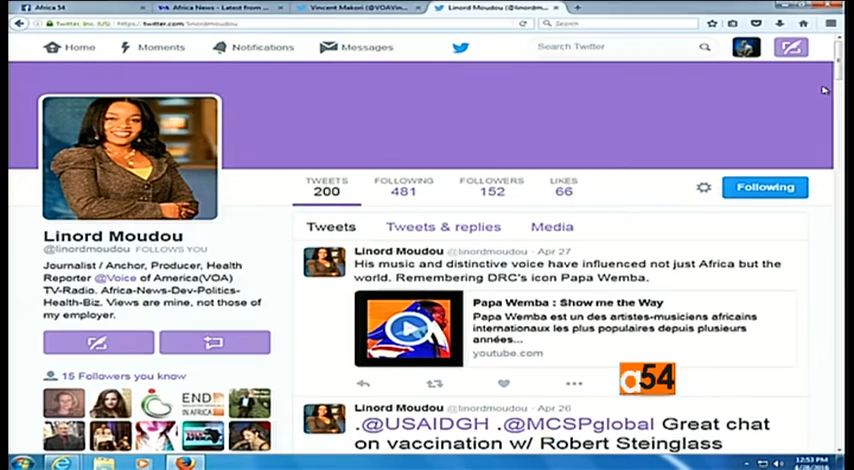 Africa 54
Africa News - Latest from ...
Vincent Makori (@VOAVin...
Linord Moudou (@linordm...
Twitter, Inc. (US)
https://twitter.com/linordmoudou
Search
Home
Moments
Notifications
Messages
Search Twitter
TWEETS
200
FOLLOWING
481
FOLLOWERS
152
LIKES
66
Following
Linord Moudou
@linordmoudou FOLLOWS YOU
Journalist / Anchor, Producer, Health
Reporter @Voice of America(VOA)
TV-Radio. Africa-News-Dev-Politics-
Health-Biz. Views are mine, not those of
my employer.
15 Followers you know
END
IN AFRICA
Tweets
Tweets & replies
Media
Linord Moudou @linordmoudou · Apr 27
His music and distinctive voice have influenced not just Africa but the
world. Remembering DRC's icon Papa Wemba.
Papa Wemba : Show me the Way
Papa Wemba est un des artistes-musiciens africains
internationaux les plus populaires depuis plusieurs
années...
youtube.com
a54
Linord Moudou @linordmoudou · Apr 26
.@USAIDGH .@MCSPglobal Great
chat
on vaccination w/ Robert Steinglass
12:53 PM
4/28/2016